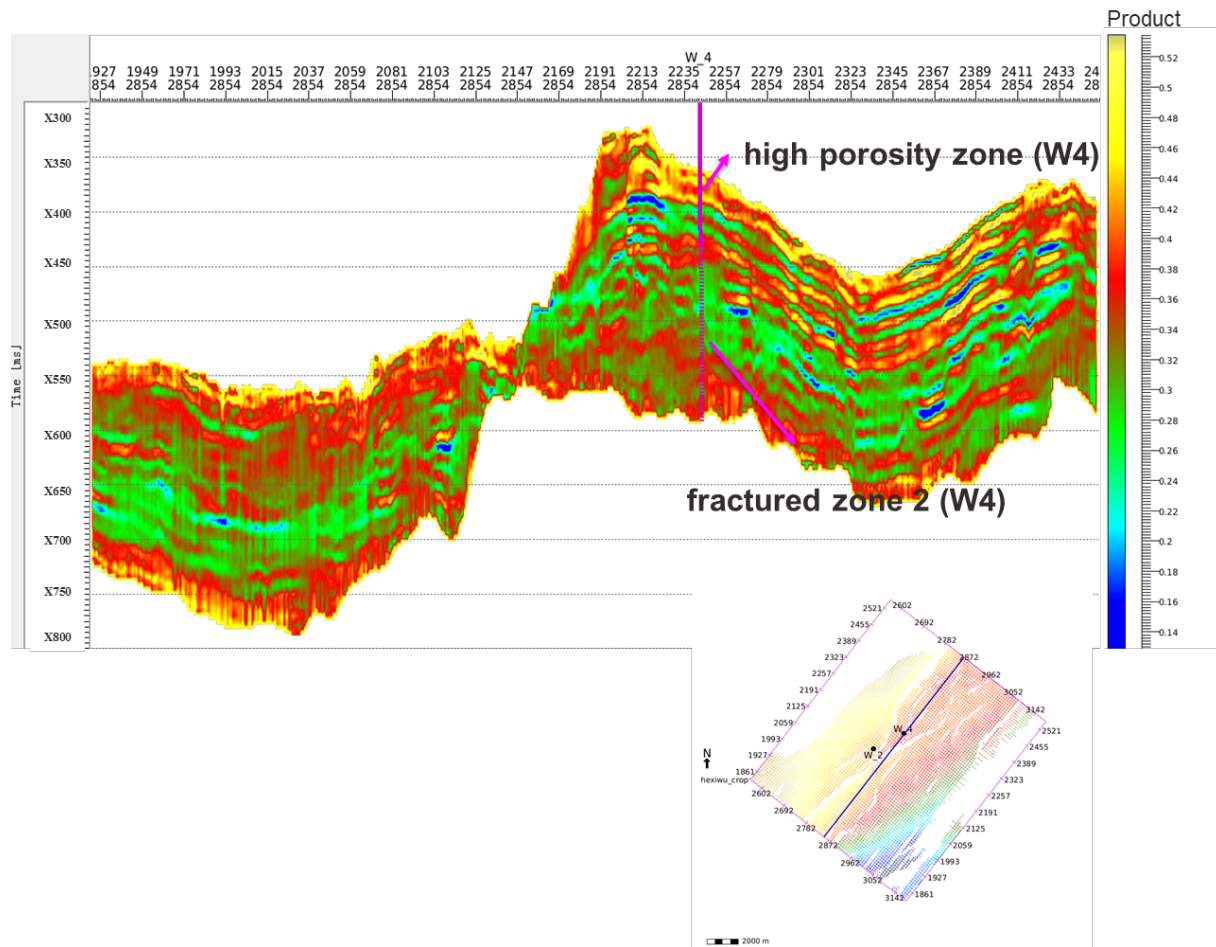 Product
W_4
927 1949 1971 1993 2015 2037 2059 2081 2103 2125 2147 2169 2191 2213 2235 2257 2279 2301 2323 2345 2367 2389 2411 2433 24
854 2854 2854 2854 2854 2854 2854 2854 2854 2854 2854 2854 2854 2854 2854 2854 2854 2854 2854 2854 2854 2854 2854 2854 28
Time [ms]
X300
X350
X400
X450
X500
X550
X600
X650
X700
X750
X800
high porosity zone (W4)
fractured zone 2 (W4)
0.52
0.5
0.48
0.46
0.44
0.42
0.4
0.38
0.36
0.34
0.32
0.3
0.28
0.26
0.24
0.22
0.2
0.18
0.16
0.14
2521 2602
2455 2692
2389 2782
2323 2872
2257 2962
2191 3052
2125 3142
2059
1993
1927
1861
hexiwu_crop
N
W_4
W_2
2602
2692
2782
2872
2962
3052
3142
2521
2455
2389
2323
2257
2191
2125
2059
1993
1927
1861
2000 m